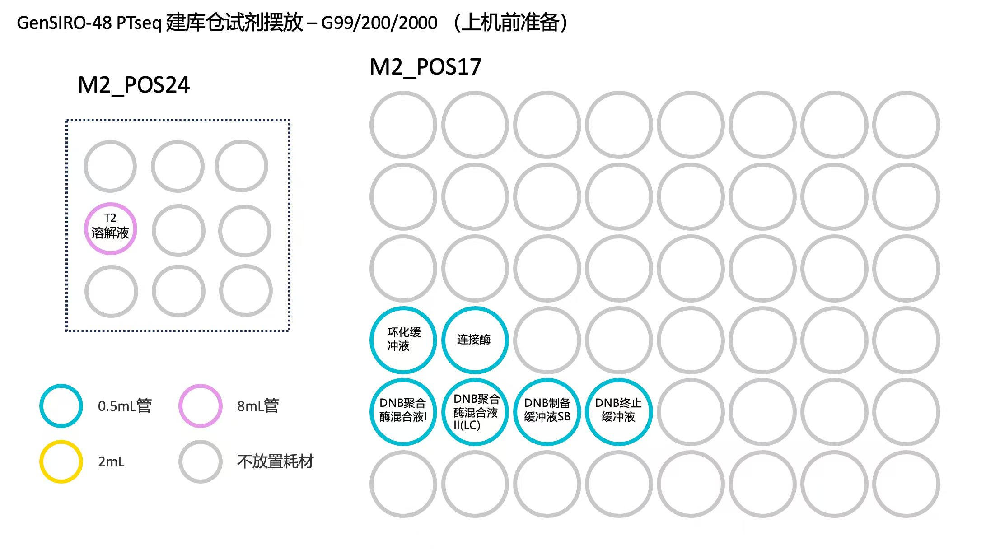 GenSIRO-48 PTseq 建库仓试剂摆放 – G99/200/2000 （上机前准备）
M2_POS24
M2_POS17
T2
溶解液
环化缓
冲液
连接酶
DNB聚合
酶混合液I
DNB聚合
酶混合液
II(LC)
DNB制备
缓冲液SB
DNB终止
缓冲液
0.5mL管
8mL管
2mL
不放置耗材